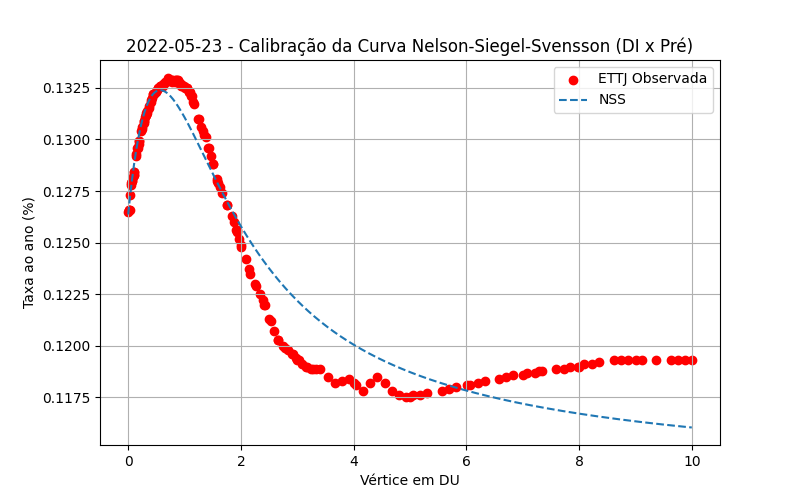 2022-05-23 - Calibração da Curva Nelson-Siegel-Svensson (DI x Pré)
ETTJ Observada
NSS
Taxa ao ano (%)
0.1325
0.1300
0.1275
0.1250
0.1225
0.1200
0.1175
0 2 4 6 8 10
Vértice em DU